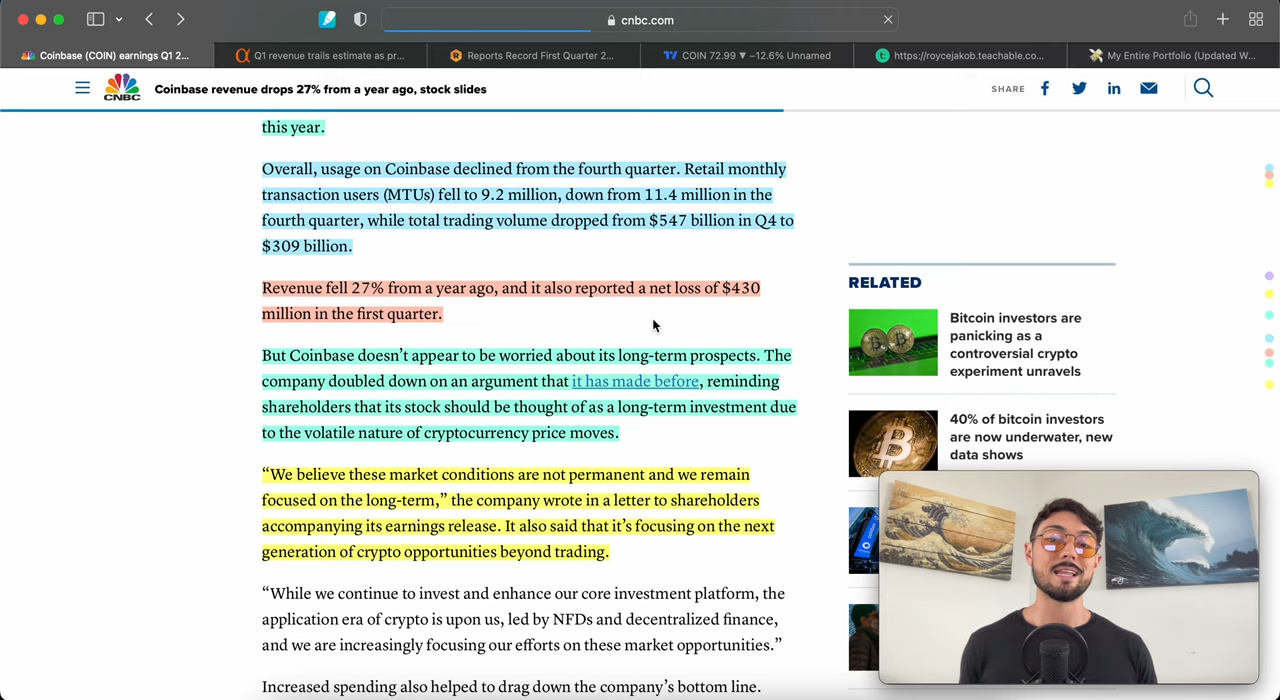 cnbc.com
Coinbase (COIN) earnings Q1 2...
Q1 revenue trails estimate as pr...
Reports Record First Quarter 2...
COIN 72.99 ▼ −12.6% Unnamed
https://roycejakob.teachable.co...
My Entire Portfolio (Updated W...
CNBC
Coinbase revenue drops 27% from a year ago, stock slides
SHARE
this year.
Overall, usage on Coinbase declined from the fourth quarter. Retail monthly
transaction users (MTUs) fell to 9.2 million, down from 11.4 million in the
fourth quarter, while total trading volume dropped from $547 billion in Q4 to
$309 billion.
Revenue fell 27% from a year ago, and it also reported a net loss of $430
million in the first quarter.
But Coinbase doesn’t appear to be worried about its long-term prospects. The
company doubled down on an argument that it has made before, reminding
shareholders that its stock should be thought of as a long-term investment due
to the volatile nature of cryptocurrency price moves.
“We believe these market conditions are not permanent and we remain
focused on the long-term,” the company wrote in a letter to shareholders
accompanying its earnings release. It also said that it’s focusing on the next
generation of crypto opportunities beyond trading.
“While we continue to invest and enhance our core investment platform, the
application era of crypto is upon us, led by NFDs and decentralized finance,
and we are increasingly focusing our efforts on these market opportunities.”
Increased spending also helped to drag down the company’s bottom line.
RELATED
Bitcoin investors are
panicking as a
controversial crypto
experiment unravels
40% of bitcoin investors
are now underwater, new
data shows